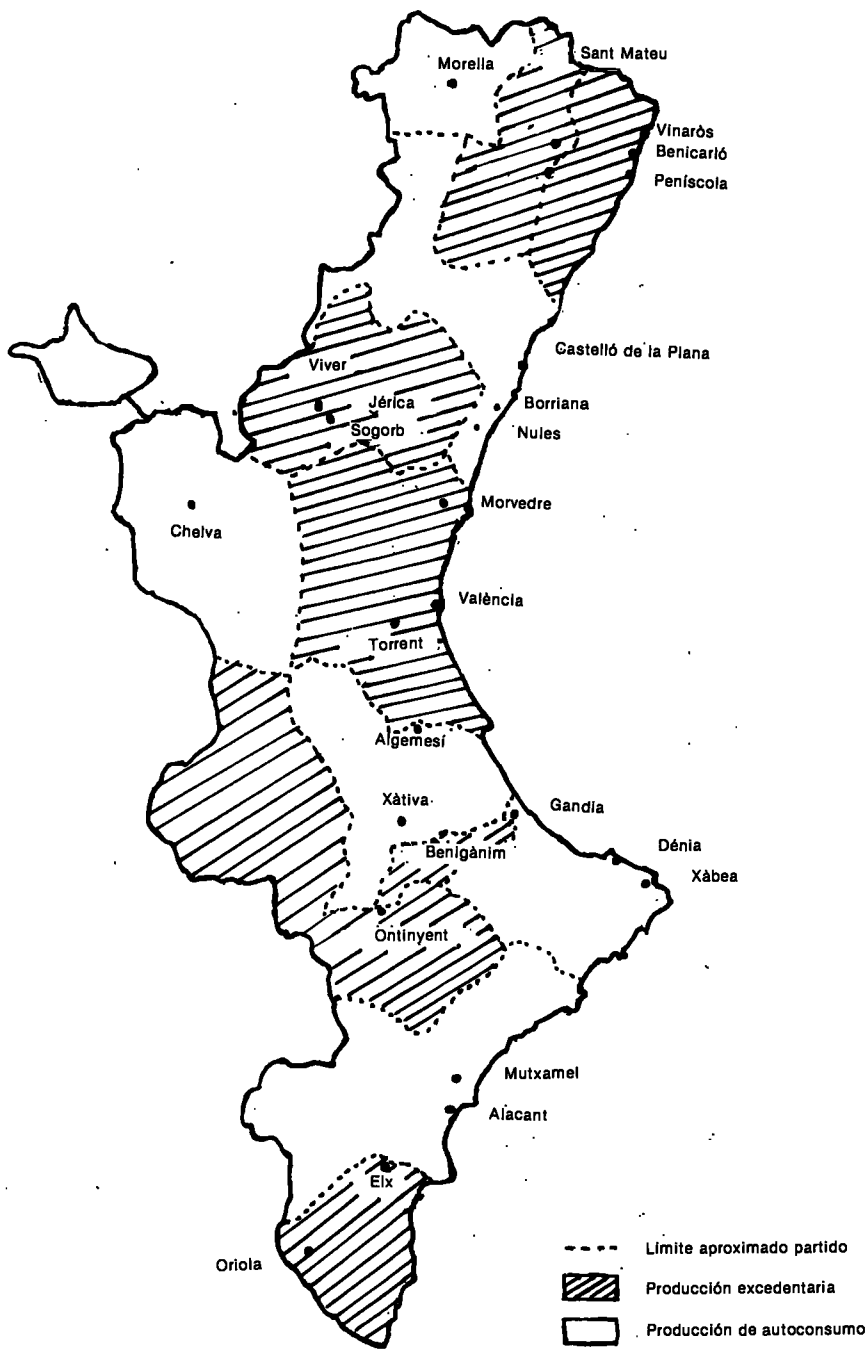 Morella
Sant Mateu
Vinaròs
Benicarló
Peníscola
Castelló de la Plana
Viver
Jérica
Borriana
Sogorb
Nules
Morvedre
Chelva
València
Torrent
Algemesí
Xàtiva
Gandia
Benigànim
Dénia
Xàbea
Ontinyent
Mutxamel
Alacant
Elx
Oriola
Límite aproximado partido
Producción excedentaria
Producción de autoconsumo